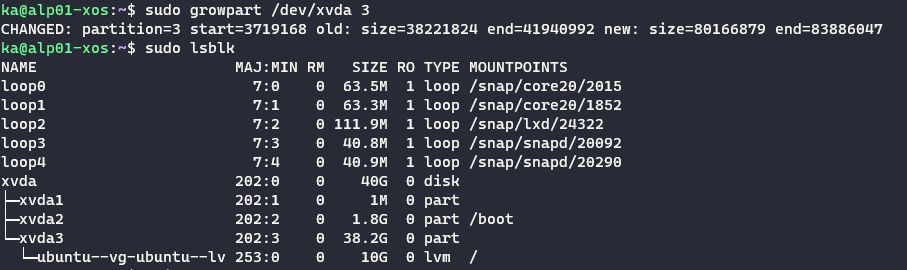 ka@alp01-xos:~$ sudo growpart /dev/xvda 3
CHANGED: partition=3 start=3719168 old: size=38221824 end=41940992 new: size=80166879 end=83886047
ka@alp01-xos:~$ sudo lsblk
NAME                      MAJ:MIN RM   SIZE RO TYPE MOUNTPOINTS
loop0                       7:0    0  63.5M  1 loop /snap/core20/2015
loop1                       7:1    0  63.3M  1 loop /snap/core20/1852
loop2                       7:2    0 111.9M  1 loop /snap/lxd/24322
loop3                       7:3    0  40.8M  1 loop /snap/snapd/20092
loop4                       7:4    0  40.9M  1 loop /snap/snapd/20290
xvda                      202:0    0    40G  0 disk
├─xvda1                   202:1    0     1M  0 part
├─xvda2                   202:2    0   1.8G  0 part /boot
└─xvda3                   202:3    0  38.2G  0 part
  └─ubuntu--vg-ubuntu--lv 253:0    0    10G  0 lvm  /